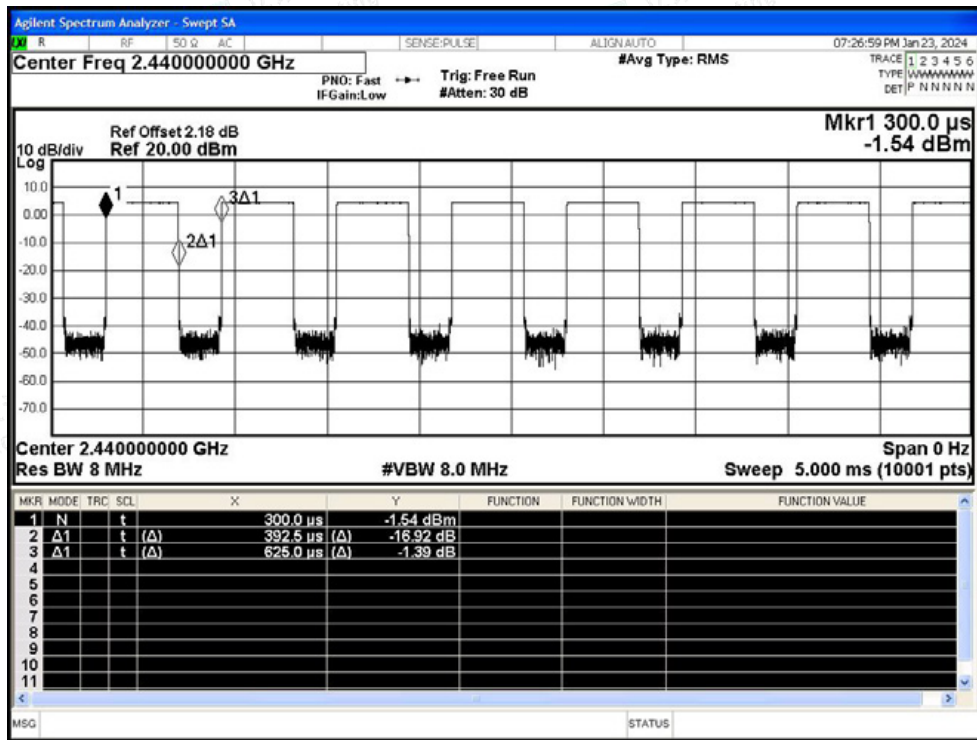 Agilent Spectrum Analyzer - Swept SA
LXI R RF 50 Ω AC SENSE:PULSE ALIGN AUTO 07:26:59 PM Jan 23, 2024
Center Freq 2.440000000 GHz
#Avg Type: RMS
TRACE 1 2 3 4 5 6
PNO: Fast Trig: Free Run
TYPE WWWWWW
IFGain:Low #Atten: 30 dB
DET P N N N N N
Mkr1 300.0 µs
-1.54 dBm
Ref Offset 2.18 dB
10 dB/div Ref 20.00 dBm
Log
10.0
0.00
-10.0
-20.0
-30.0
-40.0
-50.0
-60.0
-70.0
1
3Δ1
2Δ1
Center 2.440000000 GHz Span 0 Hz
Res BW 8 MHz #VBW 8.0 MHz Sweep 5.000 ms (10001 pts)
MKR MODE TRC SCL X Y FUNCTION FUNCTION WIDTH FUNCTION VALUE
1 N t 300.0 µs -1.54 dBm
2 Δ1 t (Δ) 392.5 µs (Δ) -16.92 dB
3 Δ1 t (Δ) 625.0 µs (Δ) -1.39 dB
4
5
6
7
8
9
10
11
MSG STATUS